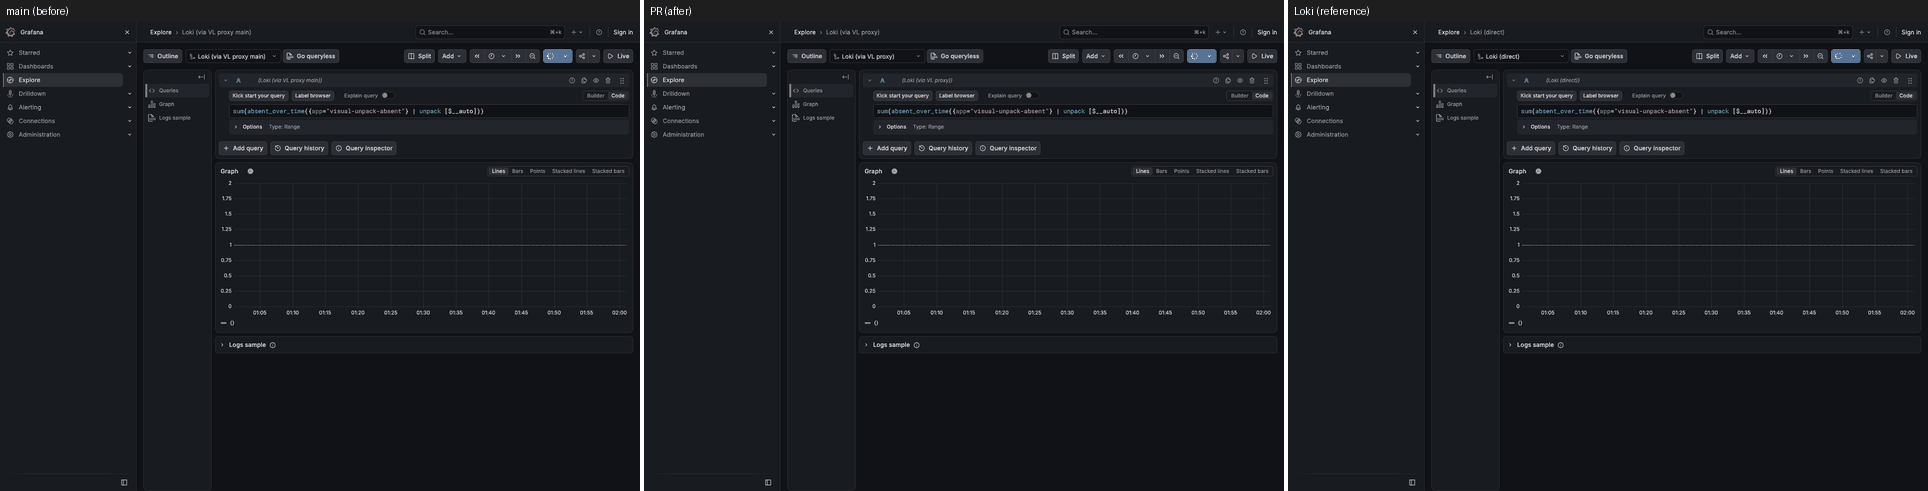 main (before)
Grafana
Explore › Loki (via VL proxy main)
Search... ⌘+k
Sign in
Starred
Dashboards
Explore
Drilldown
Alerting
Connections
Administration
Outline
Loki (via VL proxy main)
Go queryless
Split
Add
Live
Queries
Graph
Logs sample
A (Loki (via VL proxy main))
Kick start your query
Label browser
Explain query
Builder
Code
sum(absent_over_time({app="visual-unpack-absent"} | unpack [$__auto]))
Options Type: Range
+ Add query
Query history
Query inspector
Graph
Lines Bars Points Stacked lines Stacked bars
2
1.75
1.5
1.25
1
0.75
0.5
0.25
0
01:05 01:10 01:15 01:20 01:25 01:30 01:35 01:40 01:45 01:50 01:55 02:00
{}
Logs sample
PR (after)
Grafana
Explore › Loki (via VL proxy)
Search... ⌘+k
Sign in
Starred
Dashboards
Explore
Drilldown
Alerting
Connections
Administration
Outline
Loki (via VL proxy)
Go queryless
Split
Add
Live
Queries
Graph
Logs sample
A (Loki (via VL proxy))
Kick start your query
Label browser
Explain query
Builder
Code
sum(absent_over_time({app="visual-unpack-absent"} | unpack [$__auto]))
Options Type: Range
+ Add query
Query history
Query inspector
Graph
Lines Bars Points Stacked lines Stacked bars
2
1.75
1.5
1.25
1
0.75
0.5
0.25
0
01:05 01:10 01:15 01:20 01:25 01:30 01:35 01:40 01:45 01:50 01:55 02:00
{}
Logs sample
Loki (reference)
Grafana
Explore › Loki (direct)
Search... ⌘+k
Sign in
Starred
Dashboards
Explore
Drilldown
Alerting
Connections
Administration
Outline
Loki (direct)
Go queryless
Split
Add
Live
Queries
Graph
Logs sample
A (Loki (direct))
Kick start your query
Label browser
Explain query
Builder
Code
sum(absent_over_time({app="visual-unpack-absent"} | unpack [$__auto]))
Options Type: Range
+ Add query
Query history
Query inspector
Graph
Lines Bars Points Stacked lines Stacked bars
2
1.75
1.5
1.25
1
0.75
0.5
0.25
0
01:05 01:10 01:15 01:20 01:25 01:30 01:35 01:40 01:45 01:50 01:55 02:00
{}
Logs sample